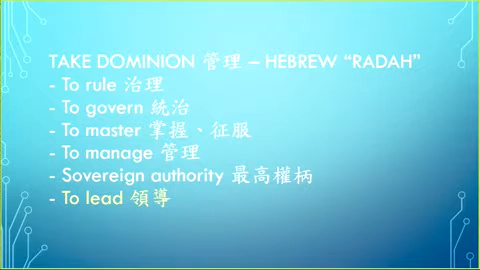 TAKE DOMINION 管理 – HEBREW “RADAH”
- To rule 治理
- To govern 統治
- To master 掌握、征服
- To manage 管理
- Sovereign authority 最高權柄
- To lead 領導